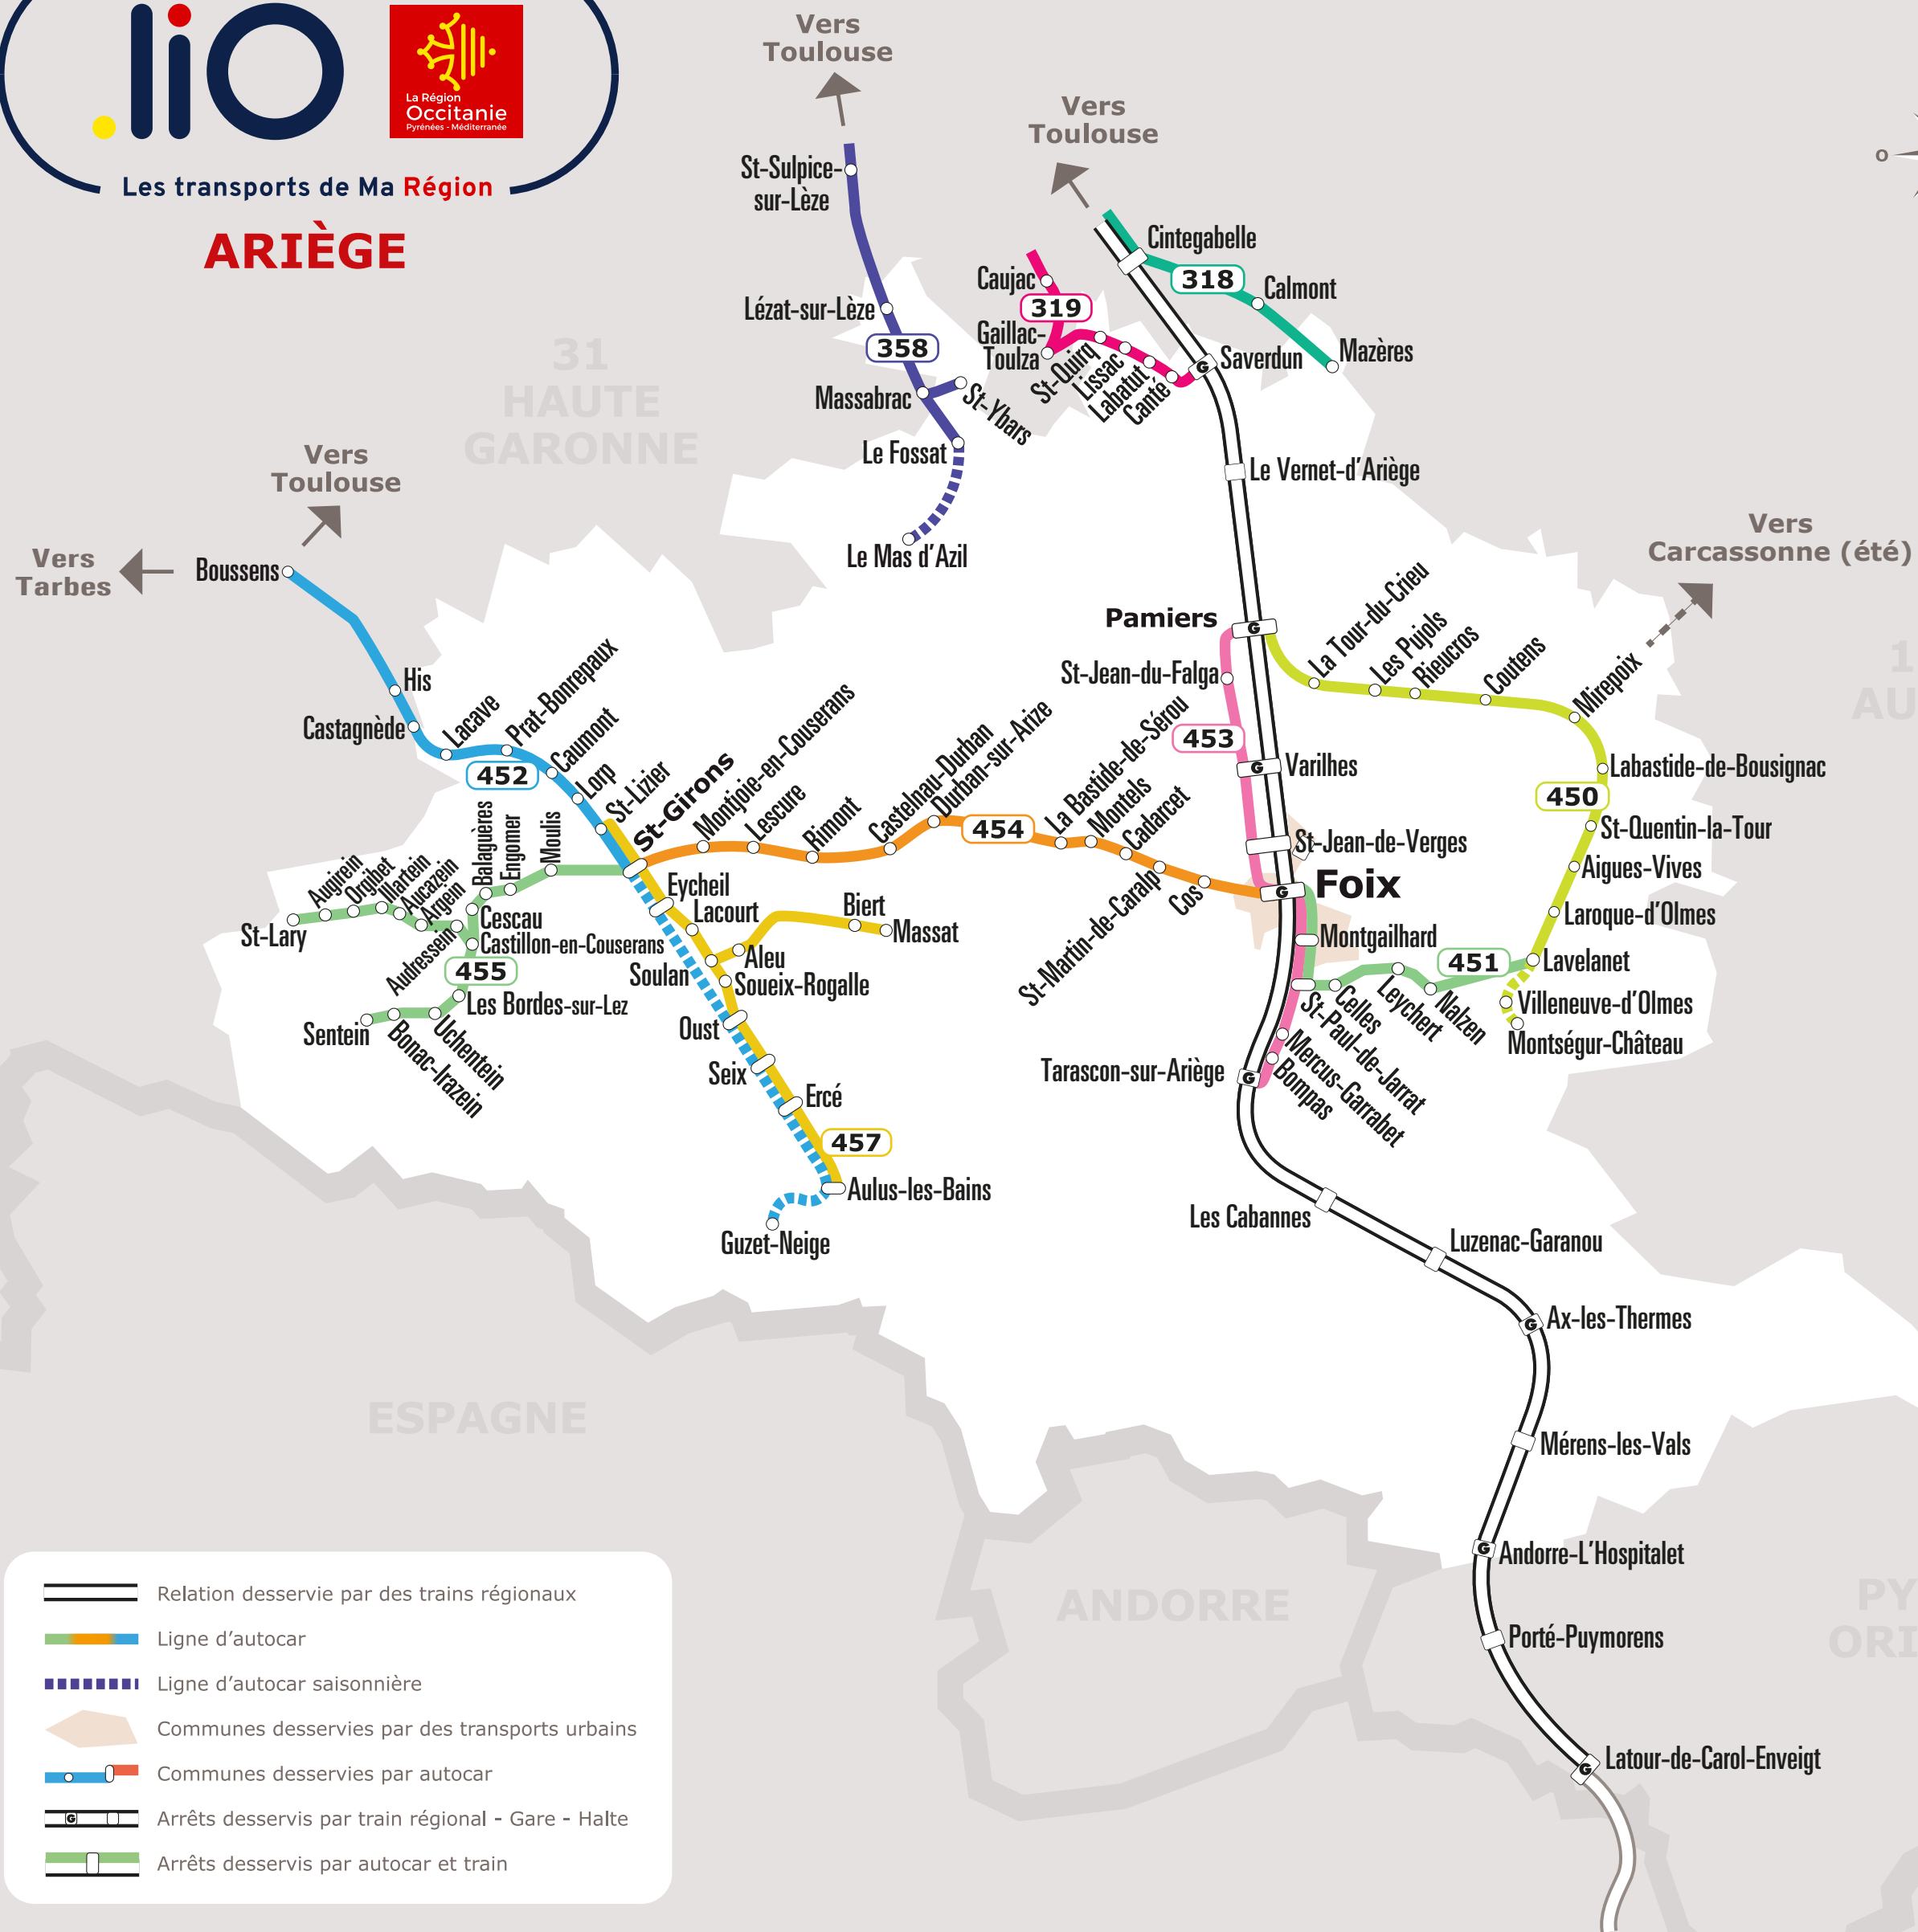 .liO
La Région
Occitanie
Pyrénées - Méditerranée
Les transports de Ma Région
ARIÈGE
Vers
Toulouse
Vers
Toulouse
O
St-Sulpice-
sur-Lèze
Lézat-sur-Lèze
358
Massabrac
St-Ybars
Le Fossat
Le Mas d'Azil
Caujac
319
Gaillac-
Toulza
St-Quirq
Lissac
Labatut
Canté
Cintegabelle
318
Calmont
Mazères
Saverdun
Le Vernet-d'Ariège
31
HAUTE
GARONNE
Vers
Toulouse
Vers
Tarbes
Boussens
His
Castagnède
Lacave
Prat-Bonrepaux
452
Caumont
Lorp
St-Lizier
St-Girons
Vers
Carcassonne (été)
Pamiers
G
St-Jean-du-Falga
453
G
Varilhes
St-Jean-de-Verges
G
Foix
La Tour-du-Crieu
Les Pujols
Rieucros
Coutens
Mirepoix
Labastide-de-Bousignac
450
St-Quentin-la-Tour
Aigues-Vives
Laroque-d'Olmes
Lavelanet
Villeneuve-d'Olmes
Montségur-Château
1
AU
Montjoie-en-Couserans
Lescure
Rimont
Castelnau-Durban
Durban-sur-Arize
454
La Bastide-de-Sérou
Montels
Cadarcet
St-Martin-de-Caralp
Cos
Moulis
Engomer
Balaguères
Cescau
Castillon-en-Couserans
Audressein
Argein
Aucazein
Illartein
Orgibet
Augirein
St-Lary
455
Les Bordes-sur-Lez
Uchentein
Bonac-Irazein
Sentein
Eycheil
Lacourt
Soulan
Aleu
Biert
Massat
Soueix-Rogalle
Oust
Seix
Ercé
457
Aulus-les-Bains
Guzet-Neige
Montgailhard
451
St-Paul-de-Jarrat
Celles
Leychert
Nalzen
Mercus-Garrabet
Bompas
Tarascon-sur-Ariège
G
Les Cabannes
Luzenac-Garanou
G
Ax-les-Thermes
Mérens-les-Vals
G
Andorre-L'Hospitalet
Porté-Puymorens
G
Latour-de-Carol-Enveigt
ESPAGNE
ANDORRE
PY
ORI
Relation desservie par des trains régionaux
Ligne d'autocar
Ligne d'autocar saisonnière
Communes desservies par des transports urbains
Communes desservies par autocar
G
Arrêts desservis par train régional - Gare - Halte
Arrêts desservis par autocar et train